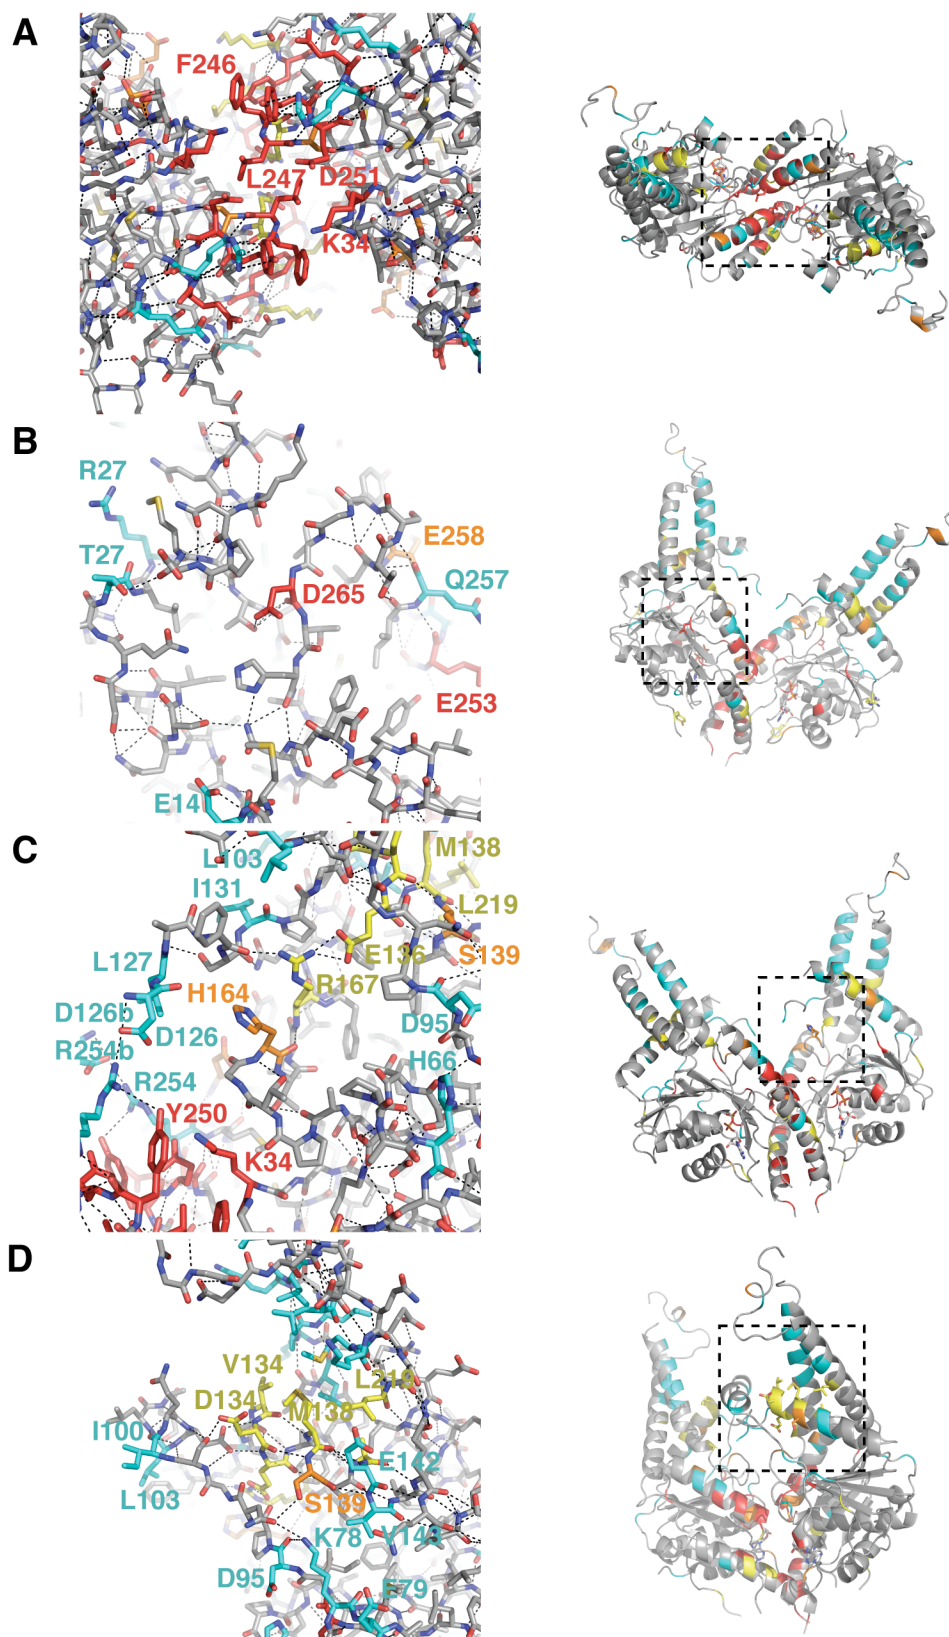 A
F246
L247
D251
K34
B
R27
T27
E258
Q257
D265
E253
E14
C
L103
M138
I131
L219
E136
S139
L127
R167
H164
D95
D126b
D126
R254b
H66
R254
Y250
K34
D
V134
L219
D134
M138
I100
E142
L103
S139
K78
V143
D95
E79